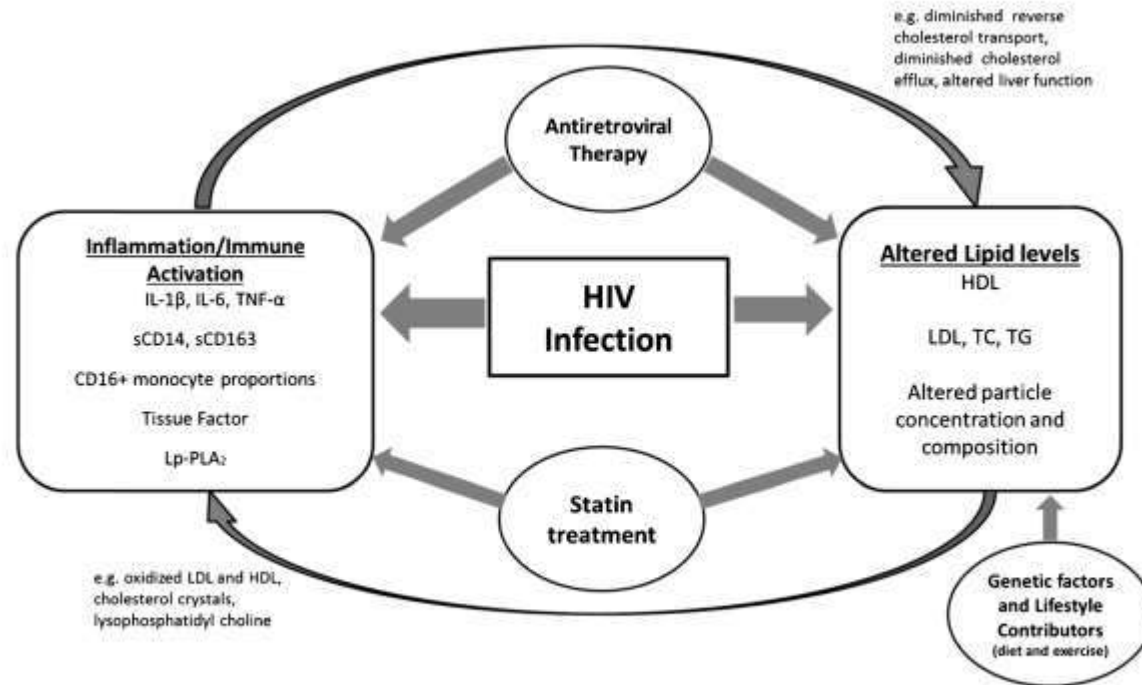 e.g. diminished reverse
cholesterol transport,
diminished cholesterol
efflux, altered liver function
Antiretroviral
Therapy
Inflammation/Immune
Activation
IL-1β, IL-6, TNF-α
sCD14, sCD163
CD16+ monocyte proportions
Tissue Factor
Lp-PLA₂
HIV
Infection
Altered Lipid levels
HDL
LDL, TC, TG
Altered particle
concentration and
composition
Statin
treatment
e.g. oxidized LDL and HDL,
cholesterol crystals,
lysophosphatidyl choline
Genetic factors
and Lifestyle
Contributors
(diet and exercise)